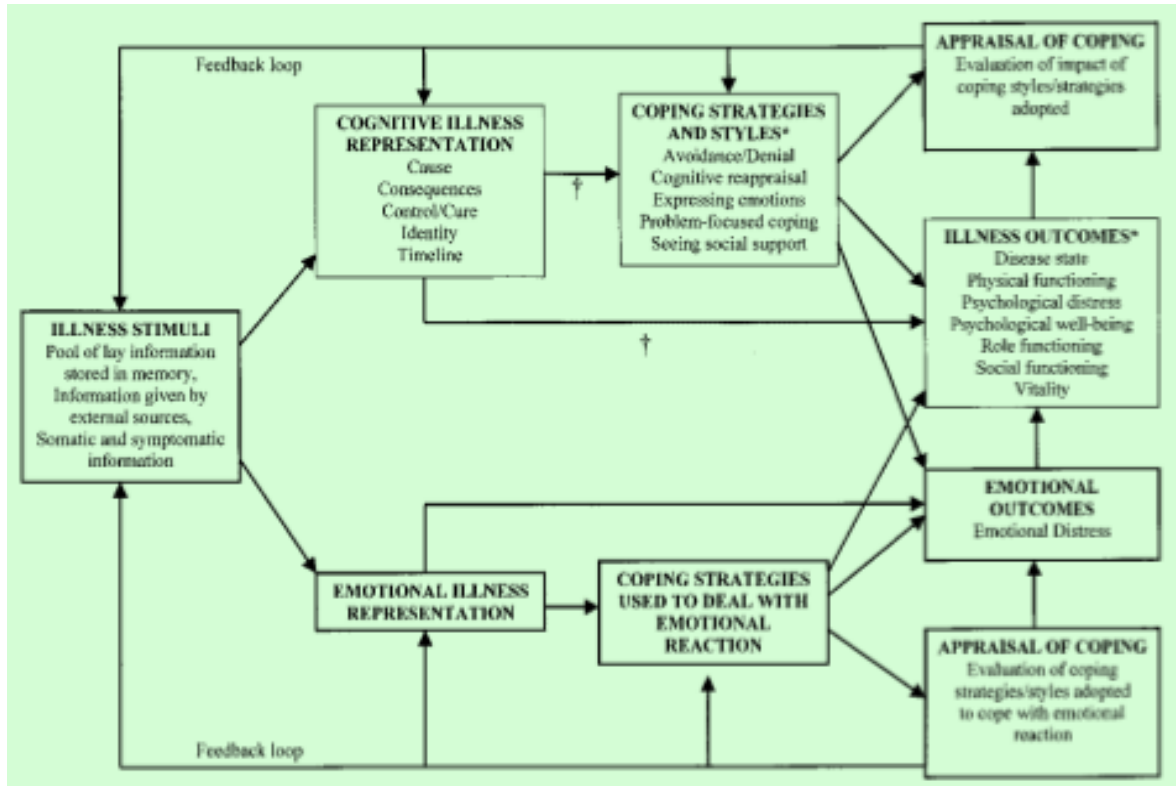 APPRAISAL OF COPING
Evaluation of impact of
coping styles/strategies
adopted
Feedback loop
COGNITIVE ILLNESS
REPRESENTATION
Cause
Consequences
Control/Cure
Identity
Timeline
†
COPING STRATEGIES
AND STYLES*
Avoidance/Denial
Cognitive reappraisal
Expressing emotions
Problem-focused coping
Seeing social support
ILLNESS OUTCOMES*
Disease state
Physical functioning
Psychological distress
Psychological well-being
Role functioning
Social functioning
Vitality
†
ILLNESS STIMULI
Pool of lay information
stored in memory,
Information given by
external sources,
Somatic and symptomatic
information
EMOTIONAL
OUTCOMES
Emotional Distress
EMOTIONAL ILLNESS
REPRESENTATION
COPING STRATEGIES
USED TO DEAL WITH
EMOTIONAL
REACTION
APPRAISAL OF COPING
Evaluation of coping
strategies/styles adopted
to cope with emotional
reaction
Feedback loop